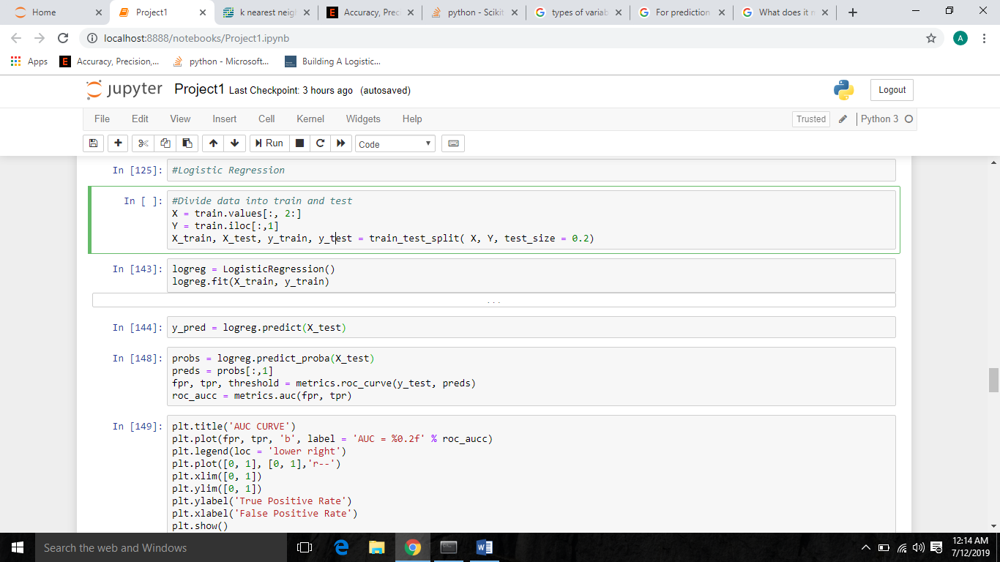 Home
Project1
k nearest neigh
Accuracy, Prec
python - Scikit
types of variab
For prediction
What does it m
localhost:8888/notebooks/Project1.ipynb
A
Apps
E Accuracy, Precision,...
python - Microsoft...
Building A Logistic...
jupyter Project1 Last Checkpoint: 3 hours ago (autosaved)
Logout
File Edit View Insert Cell Kernel Widgets Help
Trusted
Python 3
Run
Code
In [125]: #Logistic Regression
In [ ]: #Divide data into train and test
X = train.values[:, 2:]
Y = train.iloc[:,1]
X_train, X_test, y_train, y_test = train_test_split( X, Y, test_size = 0.2)
In [143]: logreg = LogisticRegression()
logreg.fit(X_train, y_train)
...
In [144]: y_pred = logreg.predict(X_test)
In [148]: probs = logreg.predict_proba(X_test)
preds = probs[:,1]
fpr, tpr, threshold = metrics.roc_curve(y_test, preds)
roc_aucc = metrics.auc(fpr, tpr)
In [149]: plt.title('AUC CURVE')
plt.plot(fpr, tpr, 'b', label = 'AUC = %0.2f' % roc_aucc)
plt.legend(loc = 'lower right')
plt.plot([0, 1], [0, 1],'r--')
plt.xlim([0, 1])
plt.ylim([0, 1])
plt.ylabel('True Positive Rate')
plt.xlabel('False Positive Rate')
plt.show()
Search the web and Windows
12:14 AM
7/12/2019